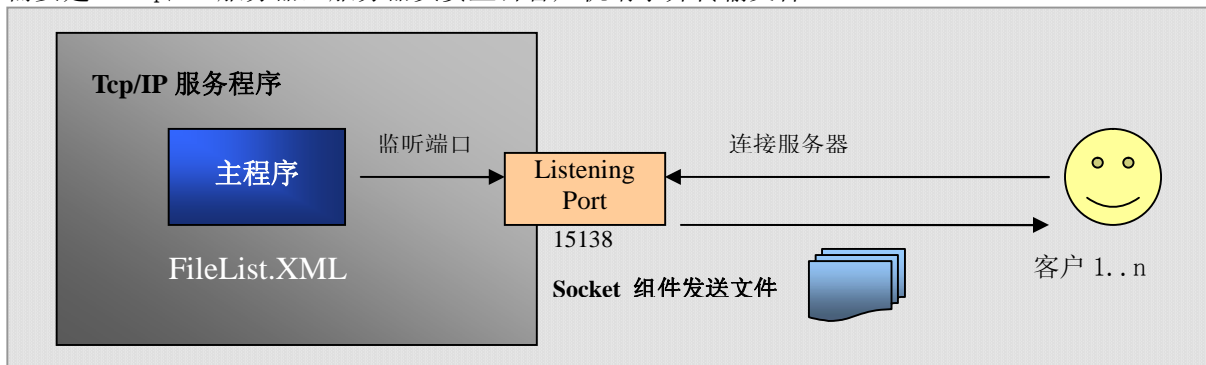 Tcp/IP 服务程序
主程序
FileList.XML
监听端口
Listening
Port
15138
连接服务器
Socket 组件发送文件
客户 1..n